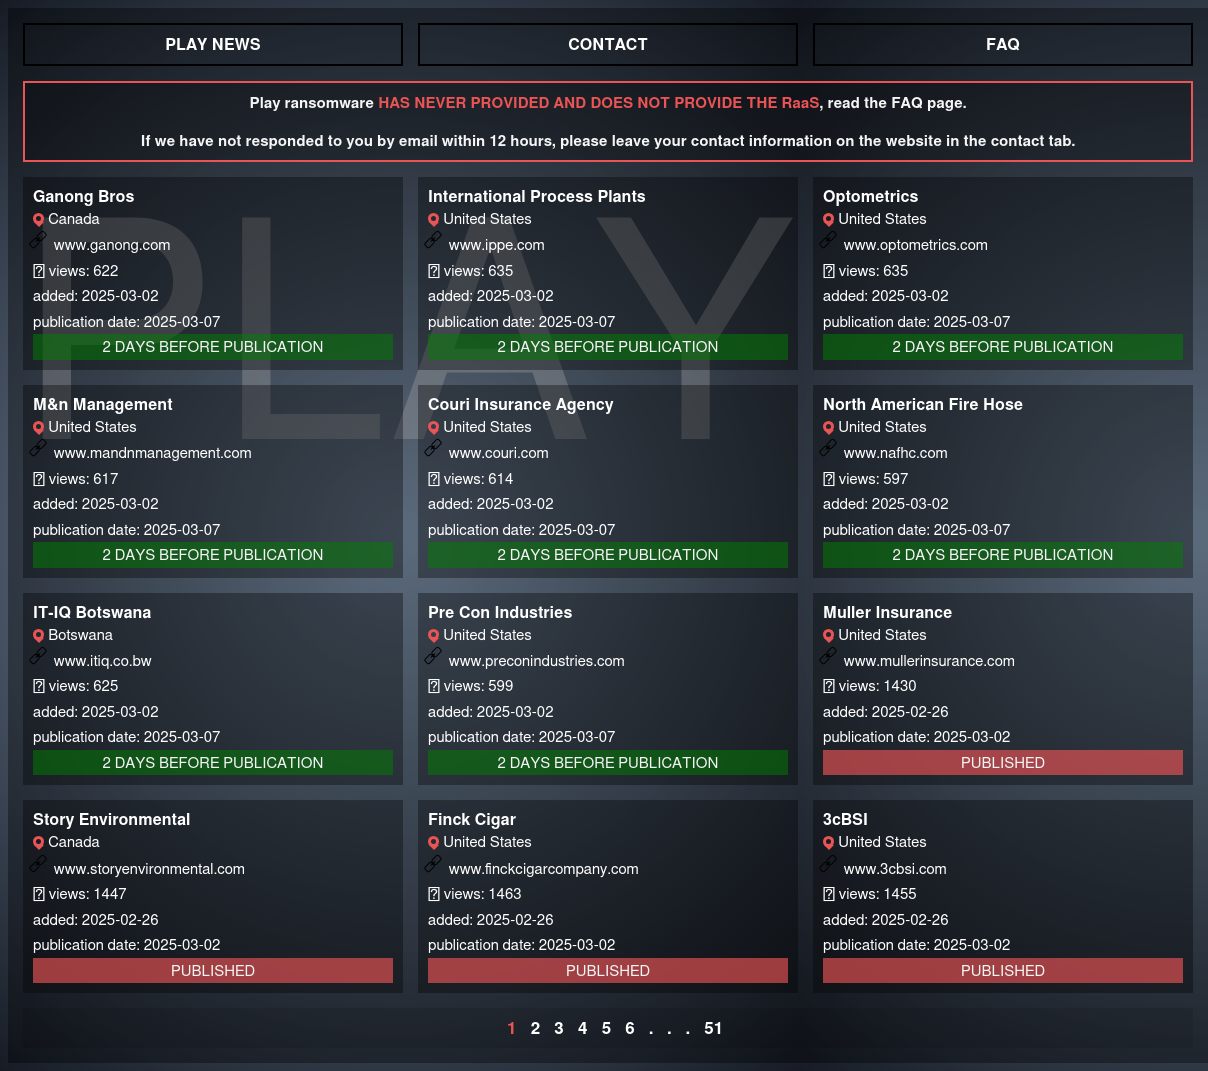 PLAY NEWS
CONTACT
FAQ
Play ransomware HAS NEVER PROVIDED AND DOES NOT PROVIDE THE RaaS, read the FAQ page.
If we have not responded to you by email within 12 hours, please leave your contact information on the website in the contact tab.
PLAY
Ganong Bros
Canada
www.ganong.com
views: 622
added: 2025-03-02
publication date: 2025-03-07
2 DAYS BEFORE PUBLICATION
International Process Plants
United States
www.ippe.com
views: 635
added: 2025-03-02
publication date: 2025-03-07
2 DAYS BEFORE PUBLICATION
Optometrics
United States
www.optometrics.com
views: 635
added: 2025-03-02
publication date: 2025-03-07
2 DAYS BEFORE PUBLICATION
M&n Management
United States
www.mandnmanagement.com
views: 617
added: 2025-03-02
publication date: 2025-03-07
2 DAYS BEFORE PUBLICATION
Couri Insurance Agency
United States
www.couri.com
views: 614
added: 2025-03-02
publication date: 2025-03-07
2 DAYS BEFORE PUBLICATION
North American Fire Hose
United States
www.nafhc.com
views: 597
added: 2025-03-02
publication date: 2025-03-07
2 DAYS BEFORE PUBLICATION
IT-IQ Botswana
Botswana
www.itiq.co.bw
views: 625
added: 2025-03-02
publication date: 2025-03-07
2 DAYS BEFORE PUBLICATION
Pre Con Industries
United States
www.preconindustries.com
views: 599
added: 2025-03-02
publication date: 2025-03-07
2 DAYS BEFORE PUBLICATION
Muller Insurance
United States
www.mullerinsurance.com
views: 1430
added: 2025-02-26
publication date: 2025-03-02
PUBLISHED
Story Environmental
Canada
www.storyenvironmental.com
views: 1447
added: 2025-02-26
publication date: 2025-03-02
PUBLISHED
Finck Cigar
United States
www.finckcigarcompany.com
views: 1463
added: 2025-02-26
publication date: 2025-03-02
PUBLISHED
3cBSI
United States
www.3cbsi.com
views: 1455
added: 2025-02-26
publication date: 2025-03-02
PUBLISHED
1 2 3 4 5 6 . . . 51